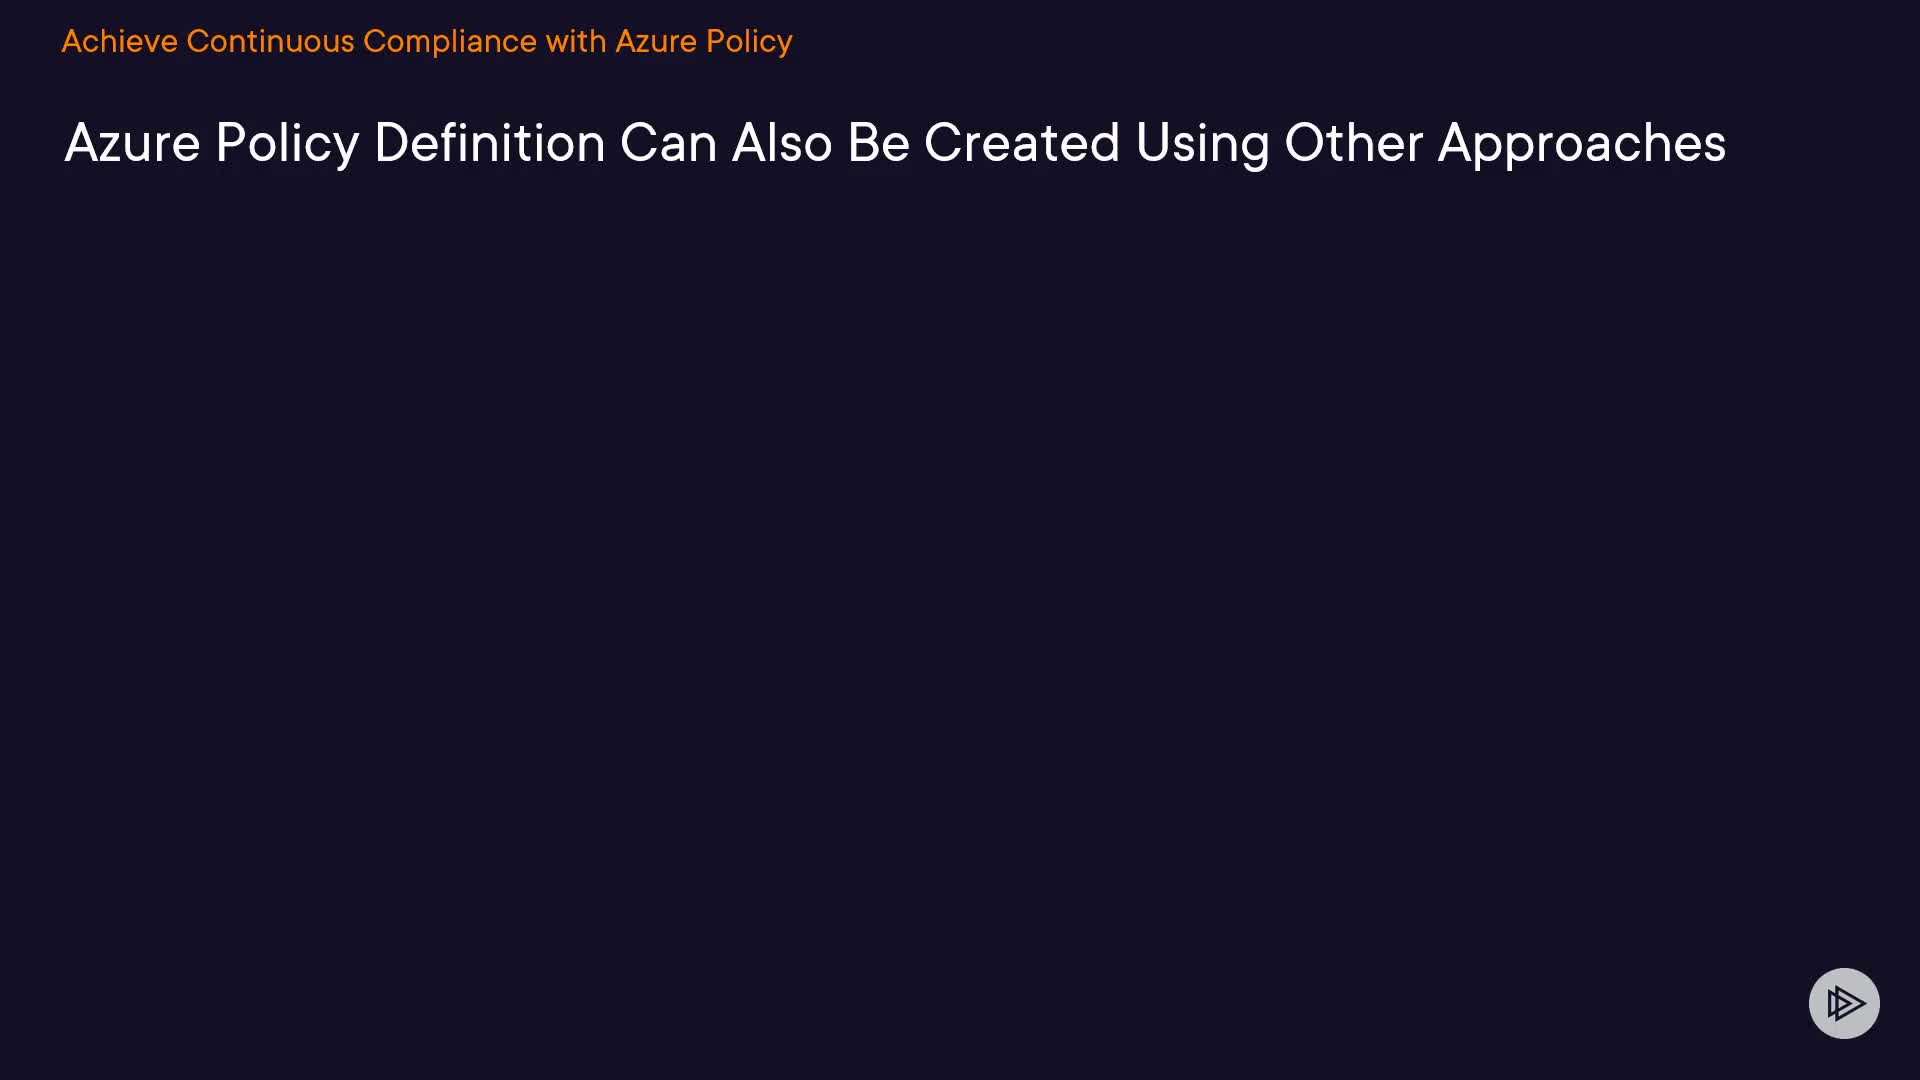 Achieve Continuous Compliance with Azure Policy
Azure Policy Definition Can Also Be Created Using Other Approaches